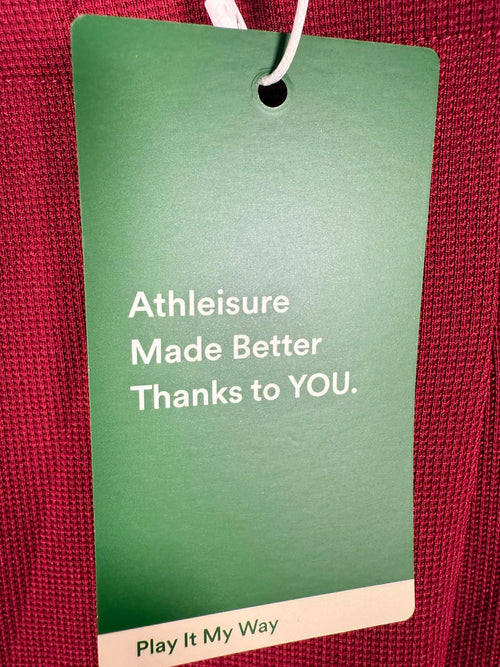 Athleisure
Made Better
Thanks to YOU.
Play It My Way